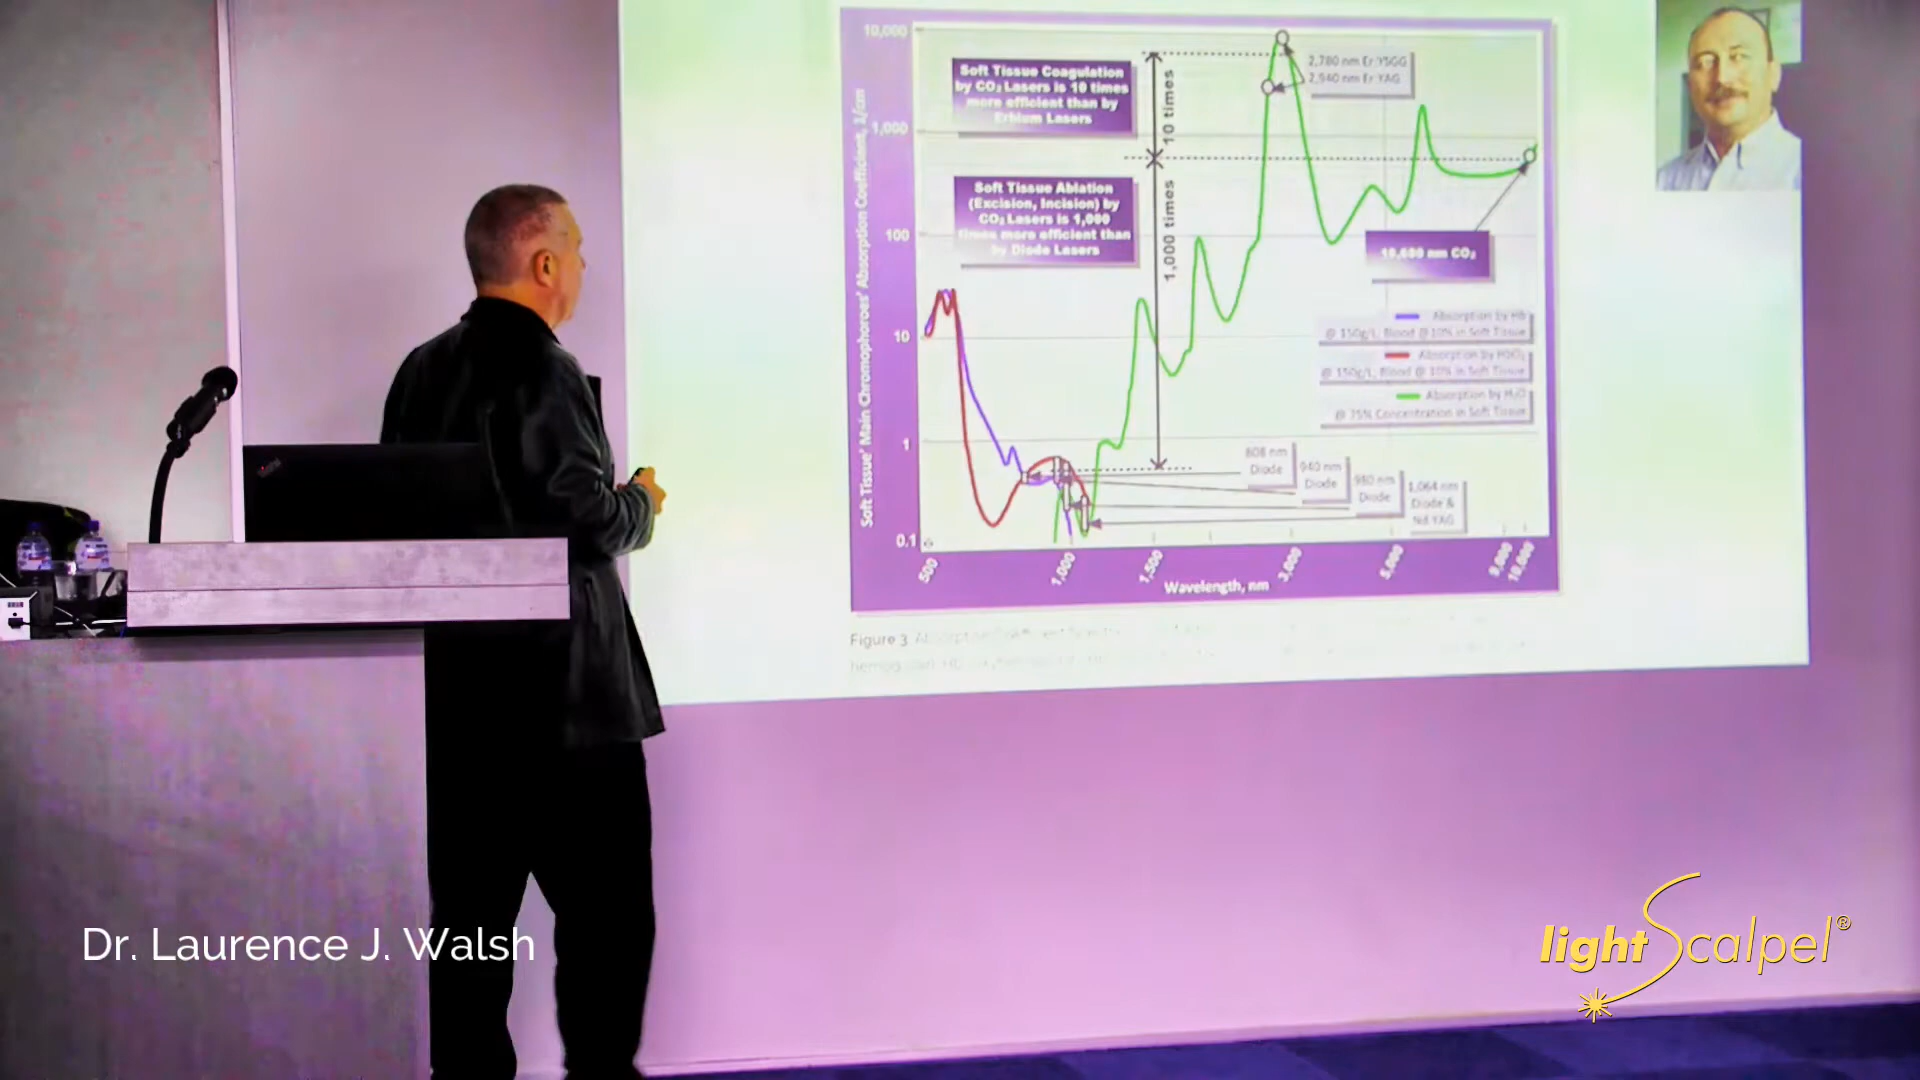 10,000
1,000
100
10
1
0.1
Soft Tissue' Main Chromophores' Absorption Coefficient, 1/cm
Soft Tissue Coagulation
by CO₂ Lasers is 10 times
more efficient than by
Erbium Lasers
Soft Tissue Ablation
(Excision, Incision) by
CO₂ Lasers is 1,000
times more efficient than
by Diode Lasers
10 times
1,000 times
2,780 nm Er:YSGG
2,940 nm Er:YAG
10,600 nm CO₂
Absorption by Hb
@ 150g/L, Blood @ 10% in Soft Tissue
Absorption by HbO₂
@ 150g/L, Blood @ 10% in Soft Tissue
Absorption by H₂O
@ 75% Concentration in Soft Tissue
808 nm
Diode
940 nm
Diode
980 nm
Diode
1,064 nm
Diode &
Nd:YAG
500
1,000
1,500
3,000
5,000
9,000
10,000
Wavelength, nm
Figure 3
Dr. Laurence J. Walsh
lightScalpel®